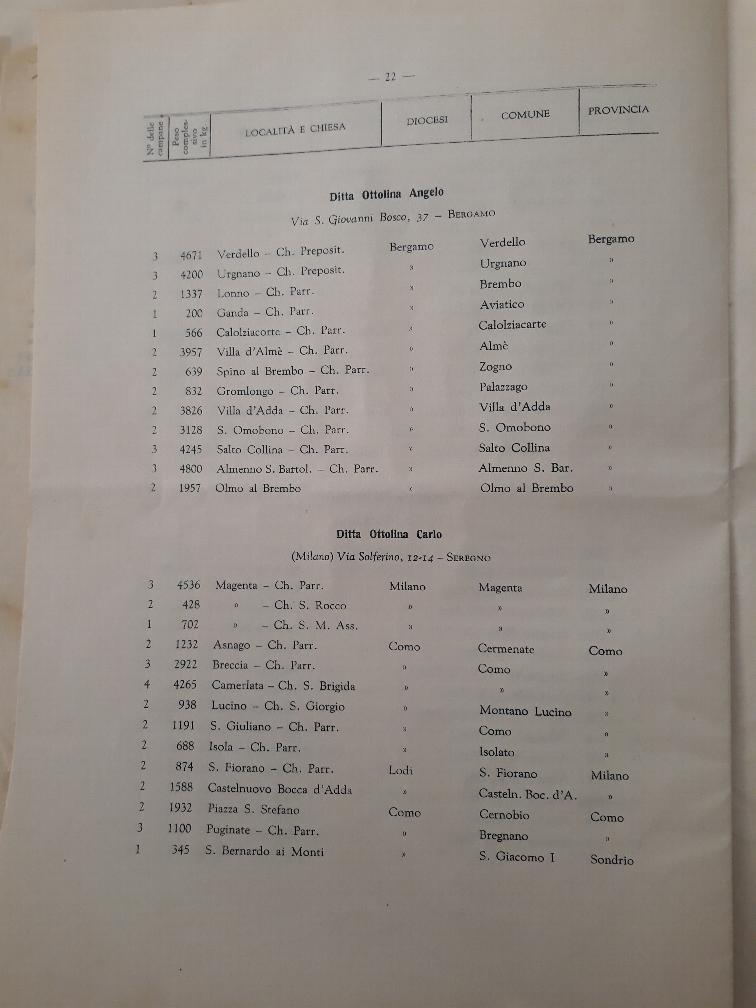 — 22 —
N° delle campane
Peso complessivo in kg.
LOCALITÀ E CHIESA
DIOCESI
COMUNE
PROVINCIA
Ditta Ottolina Angelo
Via S. Giovanni Bosco, 37 – BERGAMO
3 4671 Verdello – Ch. Preposit. Bergamo Verdello Bergamo
3 4200 Urgnano – Ch. Preposit. » Urgnano »
2 1337 Lonno – Ch. Parr. » Brembo »
1 200 Ganda – Ch. Parr. » Aviatico »
1 566 Calolziacorte – Ch. Parr. » Calolziacarte »
2 3957 Villa d'Almè – Ch. Parr. » Almè »
2 639 Spino al Brembo – Ch. Parr. » Zogno »
2 832 Gromlongo – Ch. Parr. » Palazzago »
2 3826 Villa d'Adda – Ch. Parr. » Villa d'Adda »
2 3128 S. Omobono – Ch. Parr. » S. Omobono »
3 4245 Salto Collina – Ch. Parr. » Salto Collina »
3 4800 Almenno S. Bartol. – Ch. Parr. » Almenno S. Bar. »
2 1957 Olmo al Brembo » Olmo al Brembo »
Ditta Ottolina Carlo
(Milano) Via Solferino, 12-14 – SEREGNO
3 4536 Magenta – Ch. Parr. Milano Magenta Milano
2 428 » – Ch. S. Rocco » » »
1 702 » – Ch. S. M. Ass. » » »
2 1232 Asnago – Ch. Parr. Como Cermenate Como
3 2922 Breccia – Ch. Parr. » Como »
4 4265 Camerlata – Ch. S. Brigida » » »
2 938 Lucino – Ch. S. Giorgio » Montano Lucino »
2 1191 S. Giuliano – Ch. Parr. » Como »
2 688 Isola – Ch. Parr. » Isolato »
2 874 S. Fiorano – Ch. Parr. Lodi S. Fiorano Milano
2 1588 Castelnuovo Bocca d'Adda » Casteln. Boc. d'A. »
2 1932 Piazza S. Stefano Como Cernobio Como
3 1100 Puginate – Ch. Parr. » Bregnano »
1 345 S. Bernardo ai Monti » S. Giacomo I Sondrio